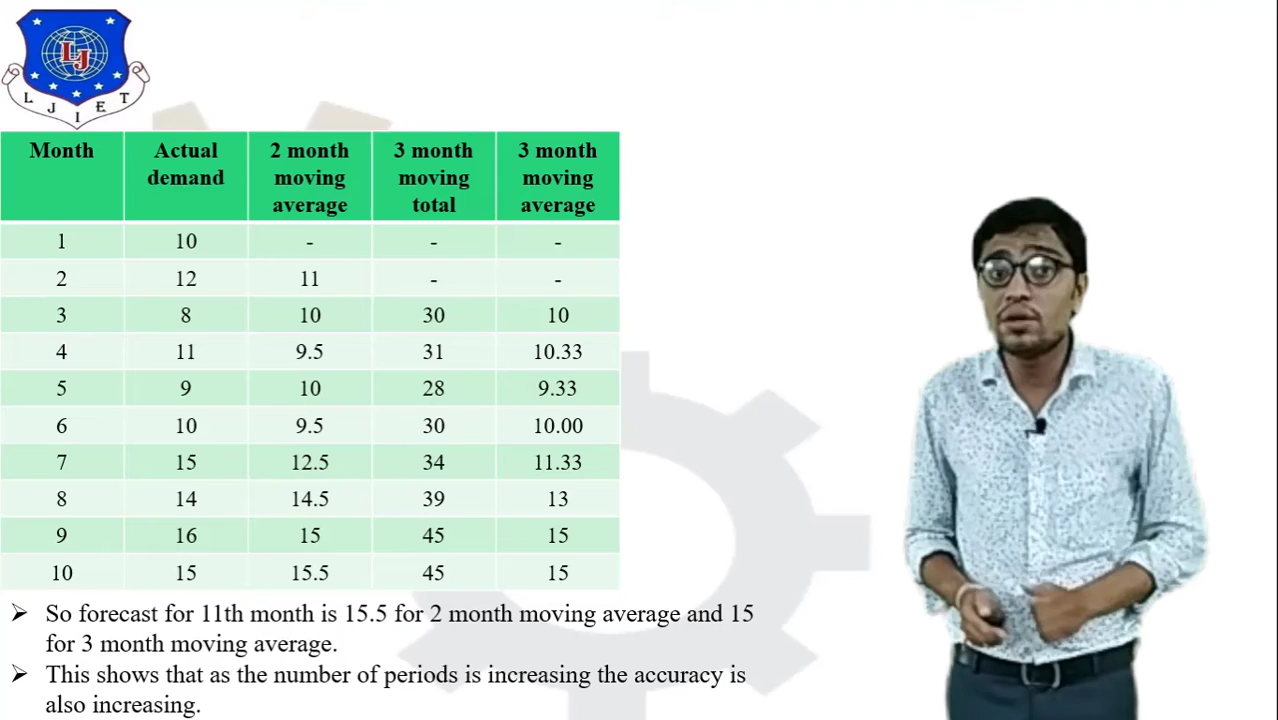 LJ
L J I E T
Month Actual demand 2 month moving average 3 month moving total 3 month moving average
1 10 - - -
2 12 11 - -
3 8 10 30 10
4 11 9.5 31 10.33
5 9 10 28 9.33
6 10 9.5 30 10.00
7 15 12.5 34 11.33
8 14 14.5 39 13
9 16 15 45 15
10 15 15.5 45 15
➢ So forecast for 11th month is 15.5 for 2 month moving average and 15
for 3 month moving average.
➢ This shows that as the number of periods is increasing the accuracy is
also increasing.